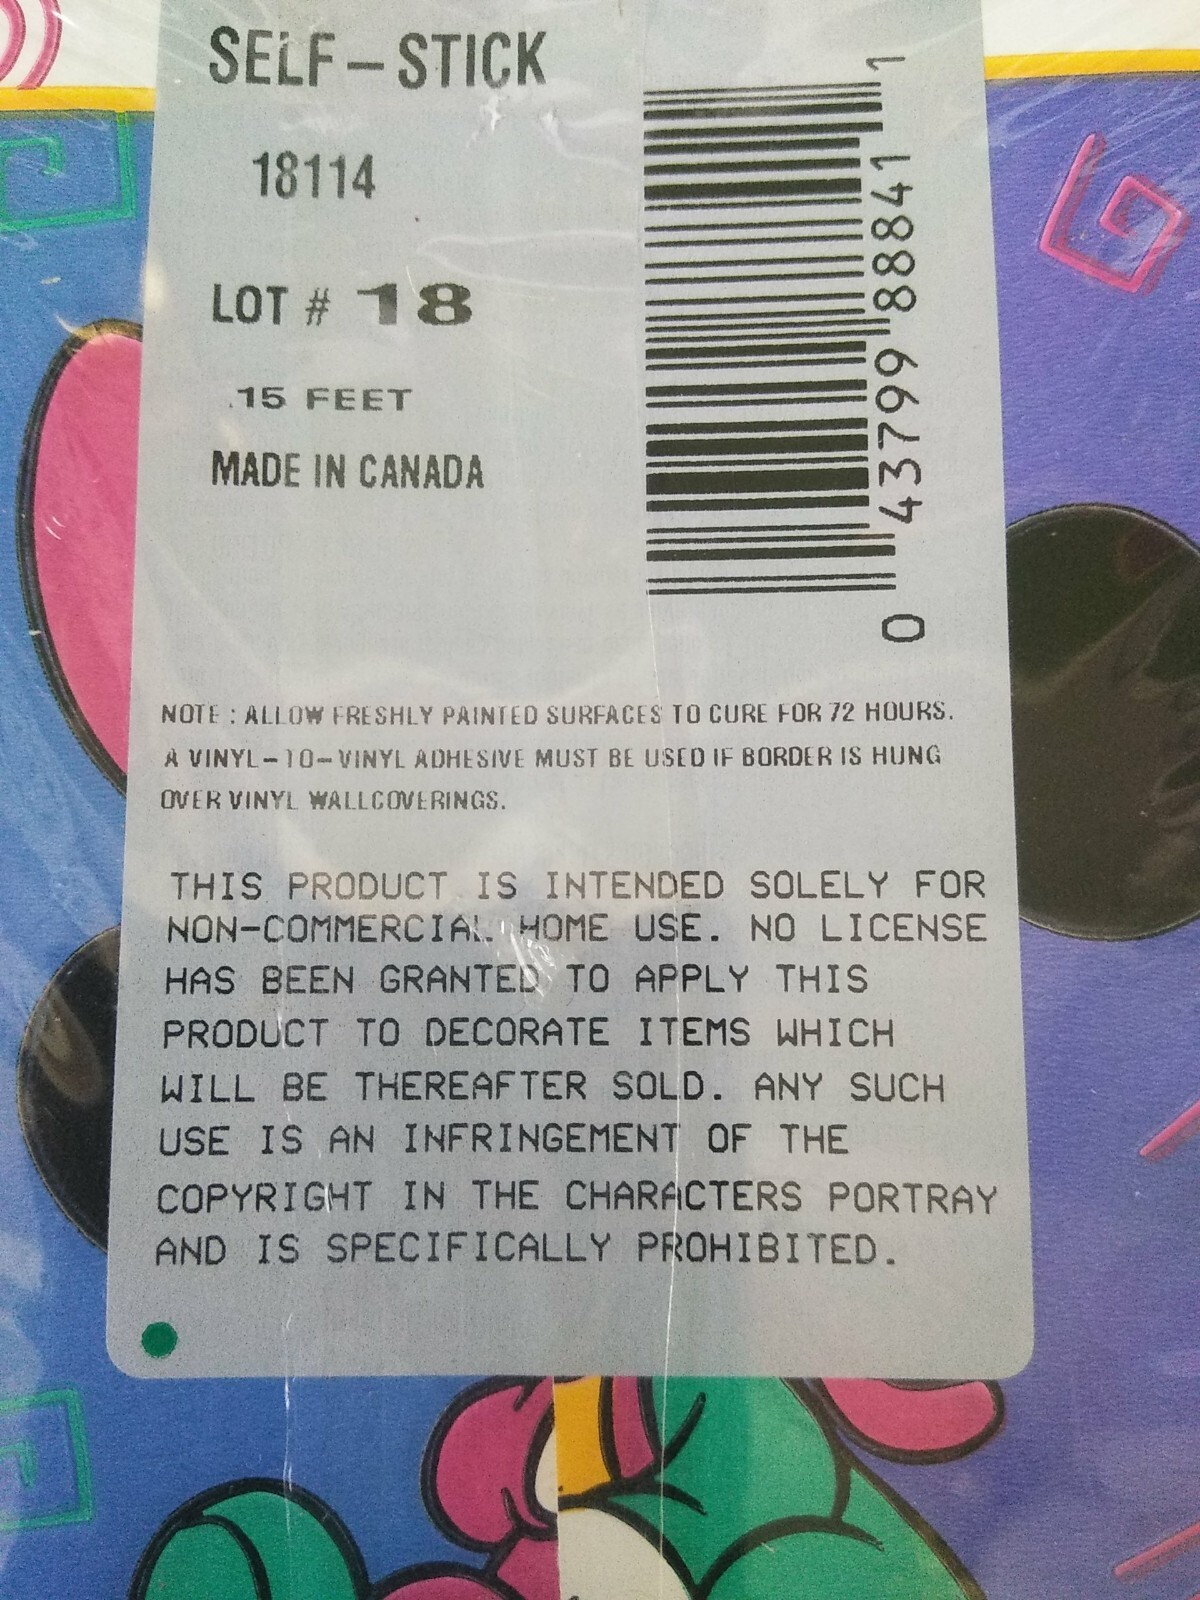 SELF-STICK
18114
LOT # 18
15 FEET
MADE IN CANADA
0 43799 88841 1
NOTE : ALLOW FRESHLY PAINTED SURFACES TO CURE FOR 72 HOURS.
A VINYL-TO-VINYL ADHESIVE MUST BE USED IF BORDER IS HUNG
OVER VINYL WALLCOVERINGS.
THIS PRODUCT IS INTENDED SOLELY FOR
NON-COMMERCIAL HOME USE. NO LICENSE
HAS BEEN GRANTED TO APPLY THIS
PRODUCT TO DECORATE ITEMS WHICH
WILL BE THEREAFTER SOLD. ANY SUCH
USE IS AN INFRINGEMENT OF THE
COPYRIGHT IN THE CHARACTERS PORTRAY
AND IS SPECIFICALLY PROHIBITED.